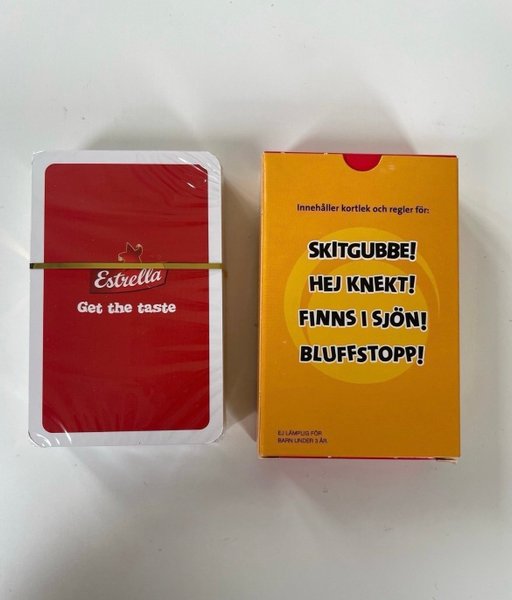 Estrella
Get the taste
Innehåller kortlek och regler för:
SKITGUBBE!
HEJ KNEKT!
FINNS I SJÖN!
BLUFFSTOPP!
EJ LÄMPLIG FÖR
BARN UNDER 3 ÅR.